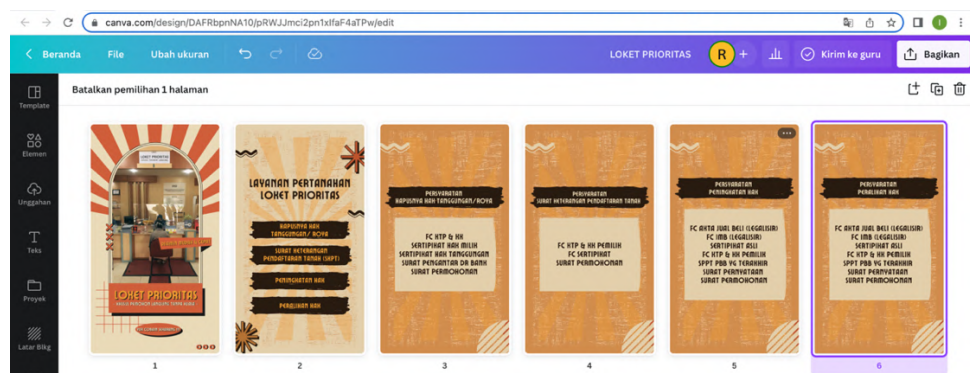 canva.com/design/DAFRbpnNA10/pRWJJmci2pn1xIfaF4aTPw/edit
Beranda
File
Ubah ukuran
LOKET PRIORITAS
R
+
Kirim ke guru
Bagikan
Batalkan pemilihan 1 halaman
Template
Elemen
Unggahan
Teks
Proyek
Latar Blkg
LOKET PRIORITAS
LOKET PRIORITAS
1
LAYANAN PERTANAHAN
LOKET PRIORITAS
HAPUSNYA HAK
TANGGUNGAN/ ROYA
SURAT KETERANGAN
PENDAFTARAN TANAH (SKPT)
PENINGKATAN HAK
PERALIHAN HAK
2
PERSYARATAN
HAPUSNYA HAK TANGGUNGAN/ROYA
FC KTP & KK
SERTIPIKAT HAK MILIK
SERTIPIKAT HAK TANGGUNGAN
SURAT PENGANTAR DR BANK
SURAT PERMOHONAN
3
PERSYARATAN
SURAT KETERANGAN PENDAFTARAN TANAH
FC KTP & KK PEMILIK
FC SERTIPIKAT
SURAT PERMOHONAN
4
PERSYARATAN
PENINGKATAN HAK
FC AKTA JUAL BELI (LEGALISIR)
FC IMB (LEGALISIR)
SERTIPIKAT ASLI
FC KTP & KK PEMILIK
SPPT PBB YG TERAKHIR
SURAT PERNYATAAN
SURAT PERMOHONAN
5
PERSYARATAN
PERALIHAN HAK
FC AKTA JUAL BELI (LEGALISIR)
FC IMB (LEGALISIR)
SERTIPIKAT ASLI
FC KTP & KK PEMILIK
SPPT PBB YG TERAKHIR
SURAT PERNYATAAN
SURAT PERMOHONAN
6